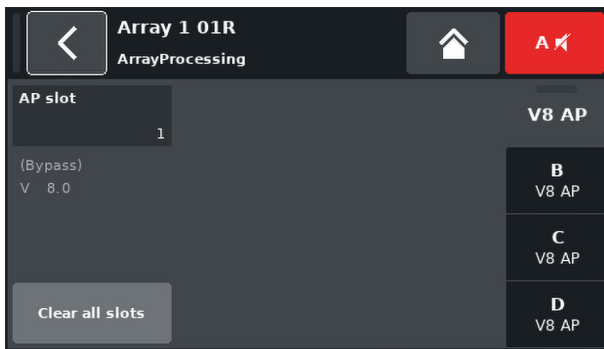 Array 1 01R
ArrayProcessing
A
AP slot
1
(Bypass)
V 8.0
Clear all slots
V8 AP
B
V8 AP
C
V8 AP
D
V8 AP